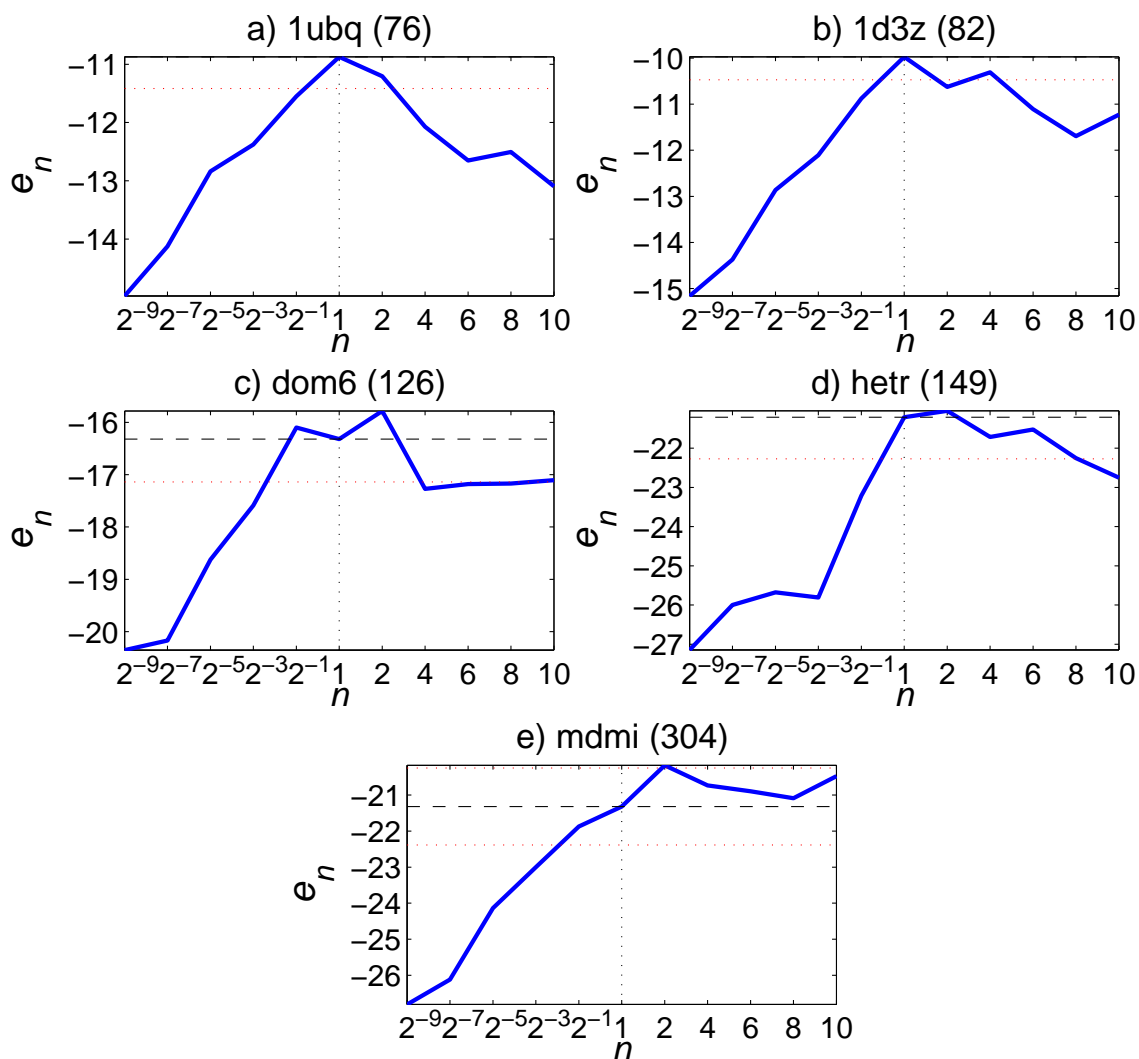 a) 1ubq (76)
−11
−12
−13
−14
e_n
2^−9 2^−7 2^−5 2^−3 2^−1 1 2 4 6 8 10
n
b) 1d3z (82)
−10
−11
−12
−13
−14
−15
e_n
2^−9 2^−7 2^−5 2^−3 2^−1 1 2 4 6 8 10
n
c) dom6 (126)
−16
−17
−18
−19
−20
e_n
2^−9 2^−7 2^−5 2^−3 2^−1 1 2 4 6 8 10
n
d) hetr (149)
−22
−23
−24
−25
−26
−27
e_n
2^−9 2^−7 2^−5 2^−3 2^−1 1 2 4 6 8 10
n
e) mdmi (304)
−21
−22
−23
−24
−25
−26
e_n
2^−9 2^−7 2^−5 2^−3 2^−1 1 2 4 6 8 10
n